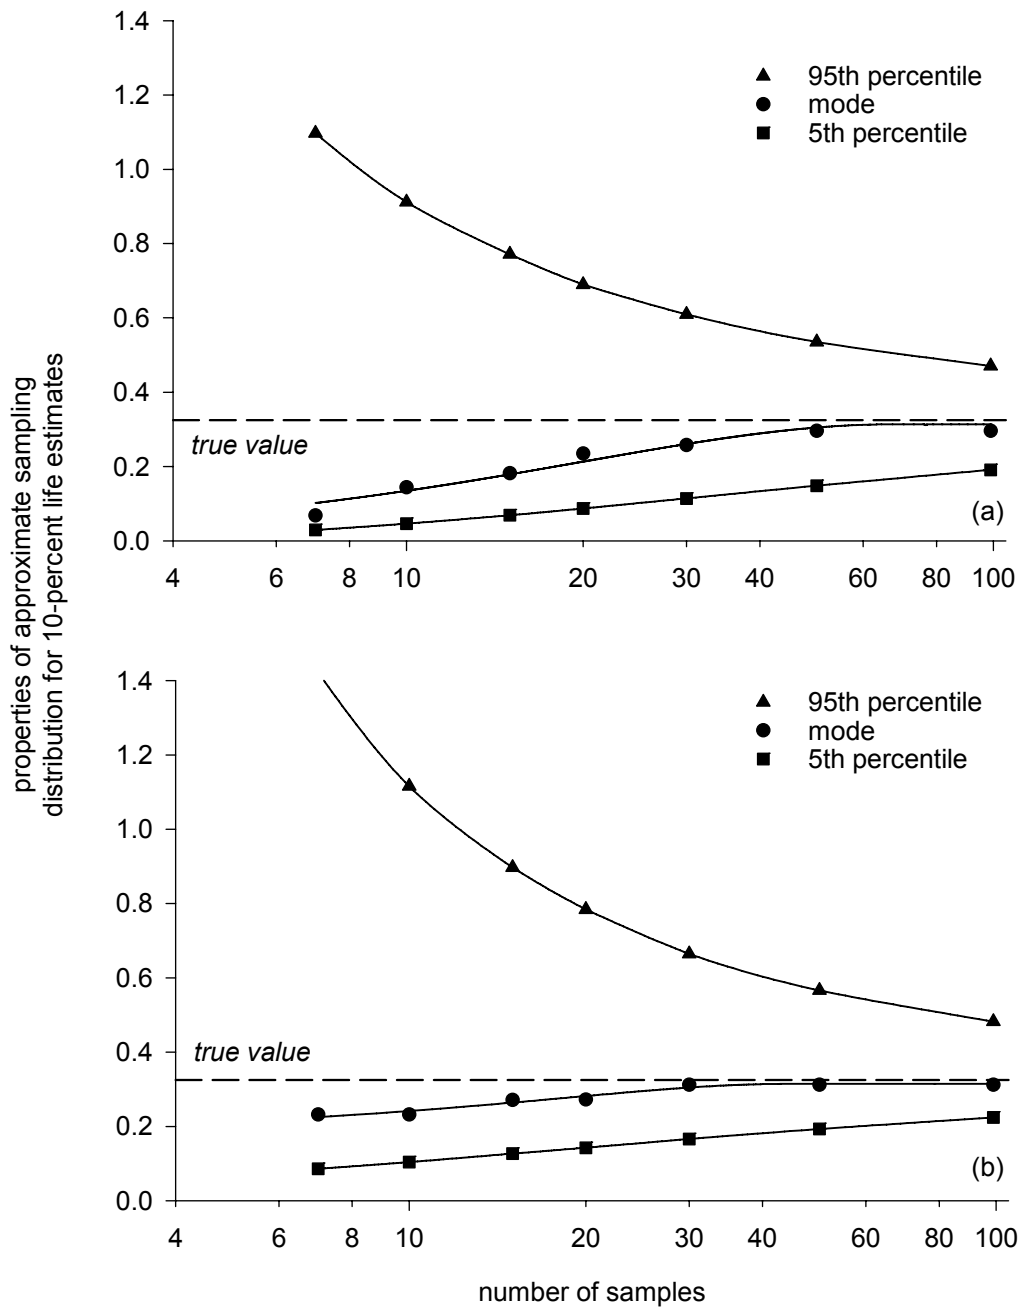 properties of approximate sampling
distribution for 10-percent life estimates
1.4
1.2
1.0
0.8
0.6
0.4
0.2
0.0
95th percentile
mode
5th percentile
true value
(a)
4 6 8 10 20 30 40 60 80 100
1.4
1.2
1.0
0.8
0.6
0.4
0.2
0.0
95th percentile
mode
5th percentile
true value
(b)
4 6 8 10 20 30 40 60 80 100
number of samples